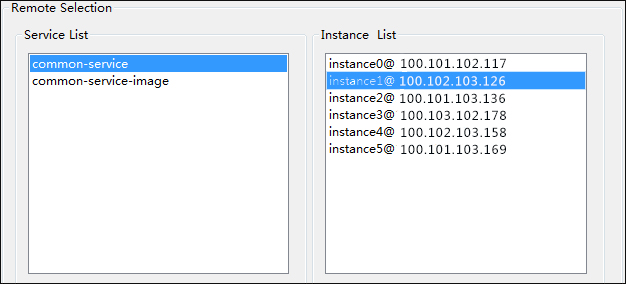 Remote Selection
Service List
common-service
common-service-image
Instance List
instance0@ 100.101.102.117
instance1@ 100.102.103.126
instance2@ 100.101.103.136
instance3@ 100.103.102.178
instance4@ 100.102.103.158
instance5@ 100.101.103.169